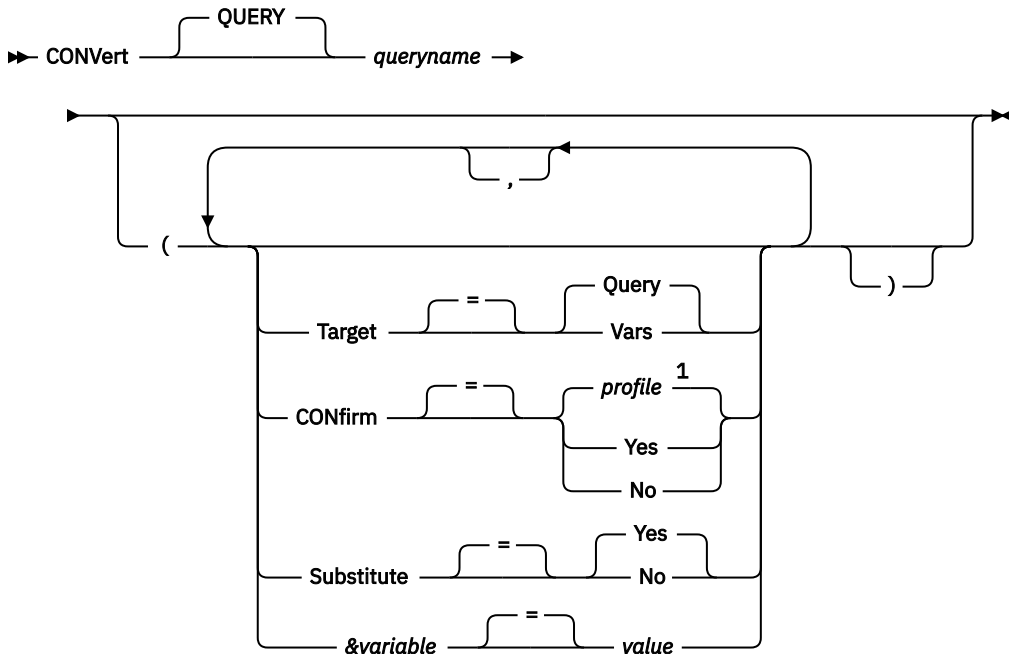 QUERY
CONVert queryname
,
( )
=
Query
Target Vars
=
profile 1
CONfirm
Yes
No
=
Yes
Substitute No
=
&variable value